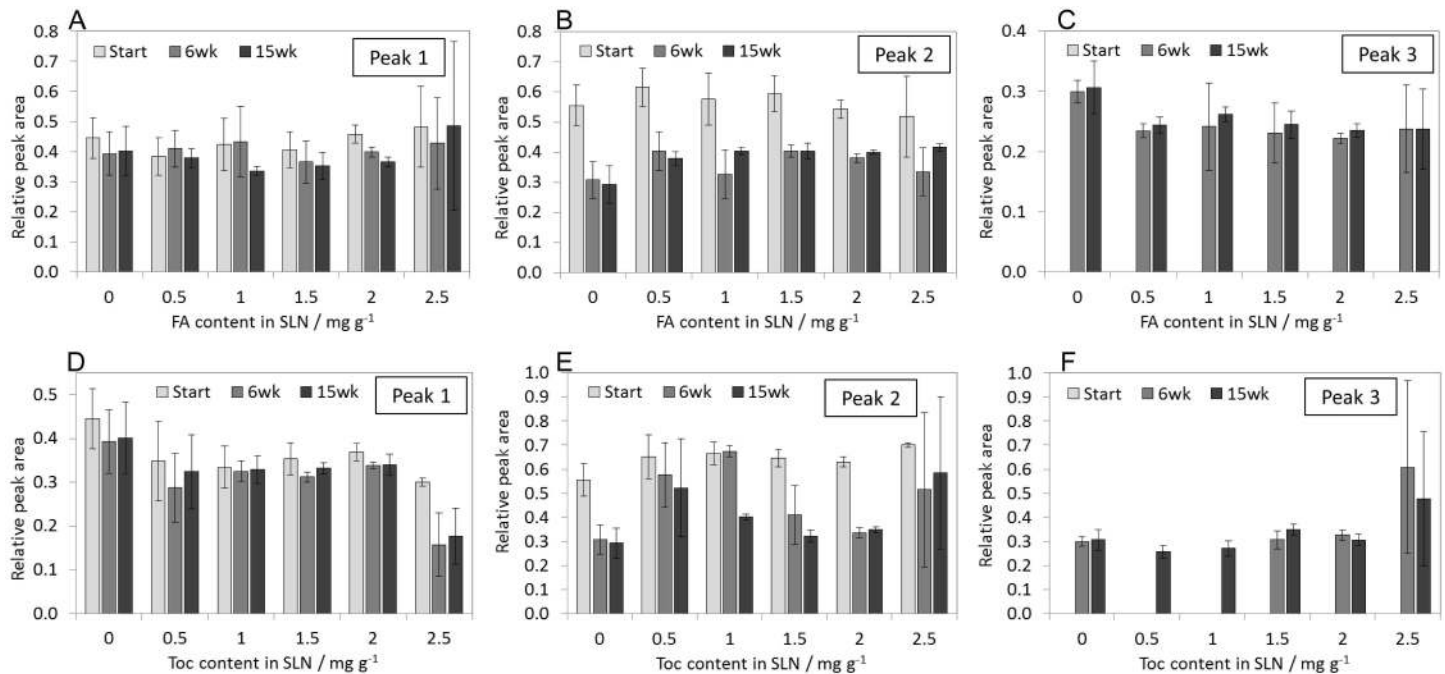 A
Relative peak area
0.8
0.7
0.6
0.5
0.4
0.3
0.2
0.1
0.0
Start 6wk 15wk
Peak 1
0 0.5 1 1.5 2 2.5
FA content in SLN / mg g⁻¹
B
Relative peak area
0.8
0.7
0.6
0.5
0.4
0.3
0.2
0.1
0.0
Start 6wk 15wk
Peak 2
0 0.5 1 1.5 2 2.5
FA content in SLN / mg g⁻¹
C
Relative peak area
0.4
0.3
0.2
0.1
0.0
Start 6wk 15wk
Peak 3
0 0.5 1 1.5 2 2.5
FA content in SLN / mg g⁻¹
D
Relative peak area
0.5
0.4
0.3
0.2
0.1
0.0
Start 6wk 15wk
Peak 1
0 0.5 1 1.5 2 2.5
Toc content in SLN / mg g⁻¹
E
Relative peak area
1.0
0.9
0.8
0.7
0.6
0.5
0.4
0.3
0.2
0.1
0.0
Start 6wk 15wk
Peak 2
0 0.5 1 1.5 2 2.5
Toc content in SLN / mg g⁻¹
F
Relative peak area
1.0
0.9
0.8
0.7
0.6
0.5
0.4
0.3
0.2
0.1
0.0
Start 6wk 15wk
Peak 3
0 0.5 1 1.5 2 2.5
Toc content in SLN / mg g⁻¹